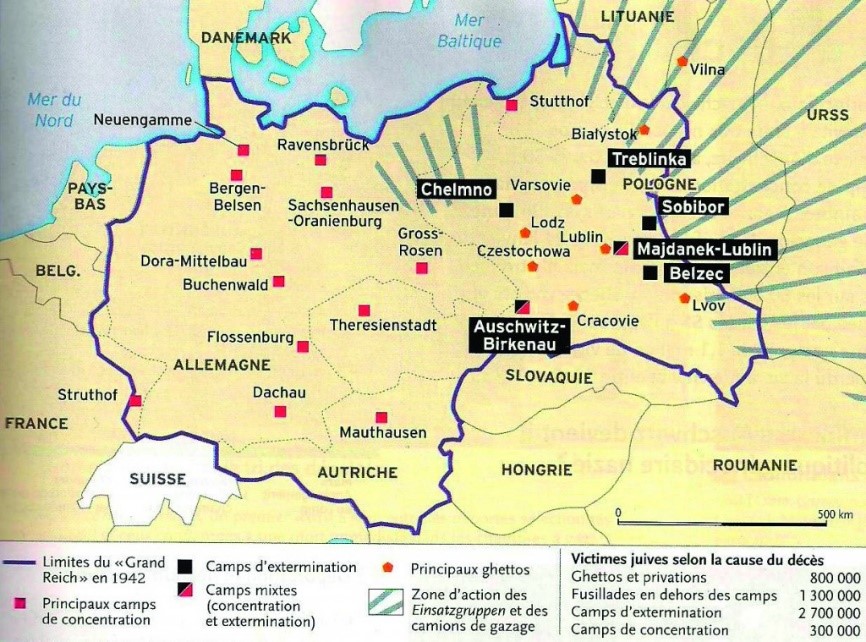 DANEMARK
Mer
Baltique
LITUANIE
Vilna
Mer du
Nord
Neuengamme
Ravensbrück
Stutthof
Białystok
URSS
PAYS-
BAS
Bergen-
Belsen
Sachsenhausen
-Oranienburg
Chelmno
Varsovie
Treblinka
POLOGNE
Sobibor
Gross-
Rosen
Lodz
Lublin
Czestochowa
Majdanek-Lublin
Belzec
BELG.
Dora-Mittelbau
Buchenwald
Theresienstadt
Lvov
Cracovie
Auschwitz-
Birkenau
Flossenburg
ALLEMAGNE
SLOVAQUIE
Struthof
Dachau
Mauthausen
FRANCE
SUISSE
AUTRICHE
HONGRIE
ROUMANIE
0
500 km
Limites du «Grand
Reich» en 1942
Principaux camps
de concentration
Camps d'extermination
Camps mixtes
(concentration
et extermination)
Principaux ghettos
Zone d'action des
Einsatzgruppen et des
camions de gazage
Victimes juives selon la cause du décès
Ghettos et privations 800 000
Fusillades en dehors des camps 1 300 000
Camps d'extermination 2 700 000
Camps de concentration 300 000